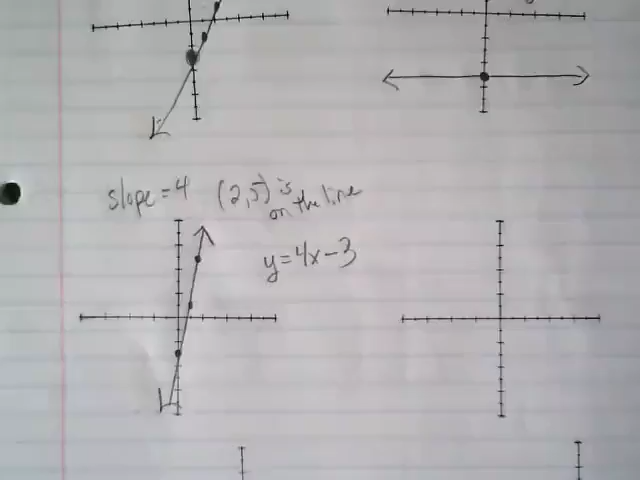 slope = 4 (2,5) is
on the line
y = 4x - 3